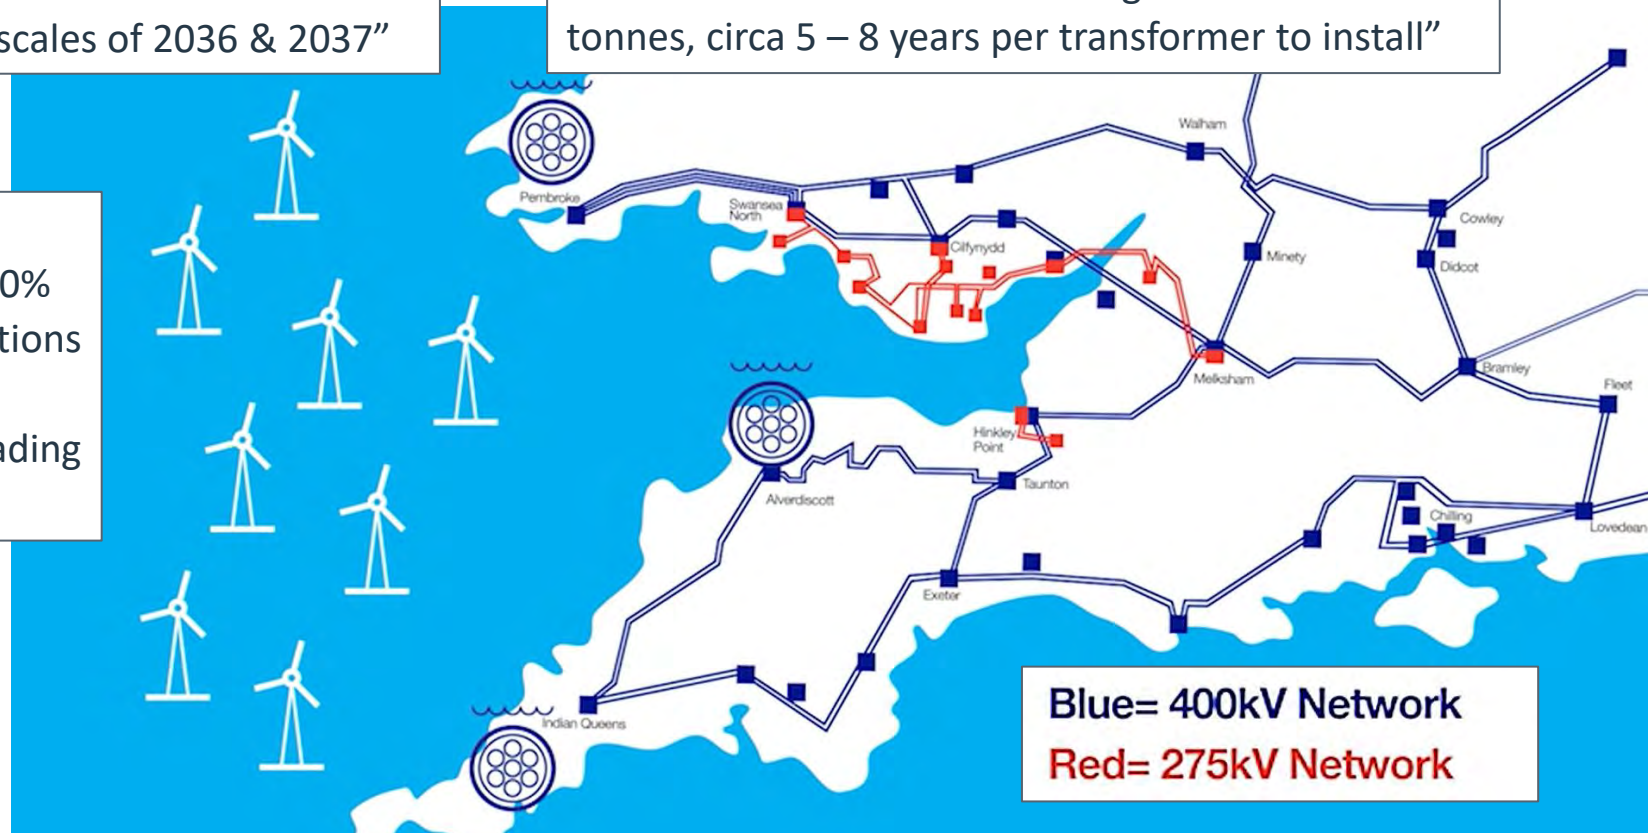 scales of 2036 & 2037”
tonnes, circa 5 – 8 years per transformer to install”
0%
tions
ading
Walham
Pembroke
Swansea
North
Cilfynydd
Cowley
Minety
Didcot
Melksham
Bramley
Fleet
Hinkley
Point
Taunton
Alverdiscott
Chilling
Lovedean
Exeter
Indian Queens
Blue= 400kV Network
Red= 275kV Network